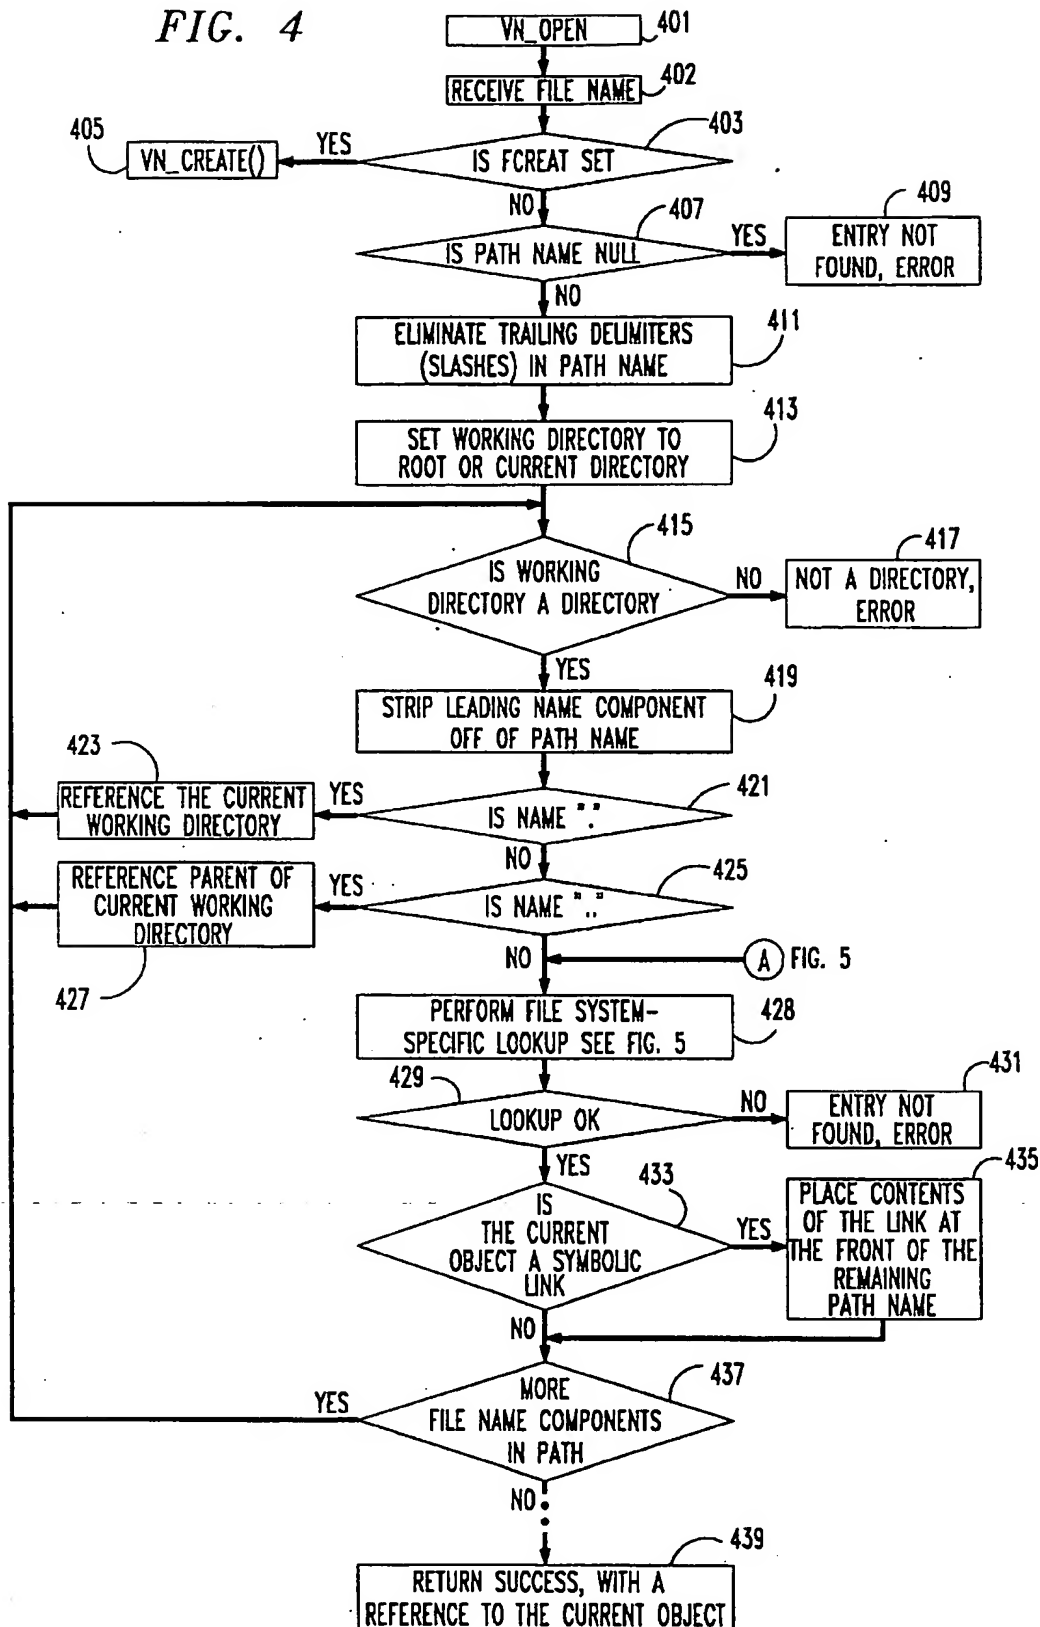 FIG. 4
VN_OPEN
401
RECEIVE FILE NAME
402
403
IS FCREAT SET
YES
405
VN_CREATE()
NO
407
IS PATH NAME NULL
YES
409
ENTRY NOT
FOUND, ERROR
NO
ELIMINATE TRAILING DELIMITERS
(SLASHES) IN PATH NAME
411
SET WORKING DIRECTORY TO
ROOT OR CURRENT DIRECTORY
413
415
IS WORKING
DIRECTORY A DIRECTORY
NO
417
NOT A DIRECTORY,
ERROR
YES
STRIP LEADING NAME COMPONENT
OFF OF PATH NAME
419
421
IS NAME "."
YES
423
REFERENCE THE CURRENT
WORKING DIRECTORY
NO
425
IS NAME ".."
YES
REFERENCE PARENT OF
CURRENT WORKING
DIRECTORY
427
NO
A FIG. 5
PERFORM FILE SYSTEM-
SPECIFIC LOOKUP SEE FIG. 5
428
429
LOOKUP OK
NO
431
ENTRY NOT
FOUND, ERROR
YES
433
IS
THE CURRENT
OBJECT A SYMBOLIC
LINK
YES
435
PLACE CONTENTS
OF THE LINK AT
THE FRONT OF THE
REMAINING
PATH NAME
NO
437
MORE
FILE NAME COMPONENTS
IN PATH
YES
NO
439
RETURN SUCCESS, WITH A
REFERENCE TO THE CURRENT OBJECT